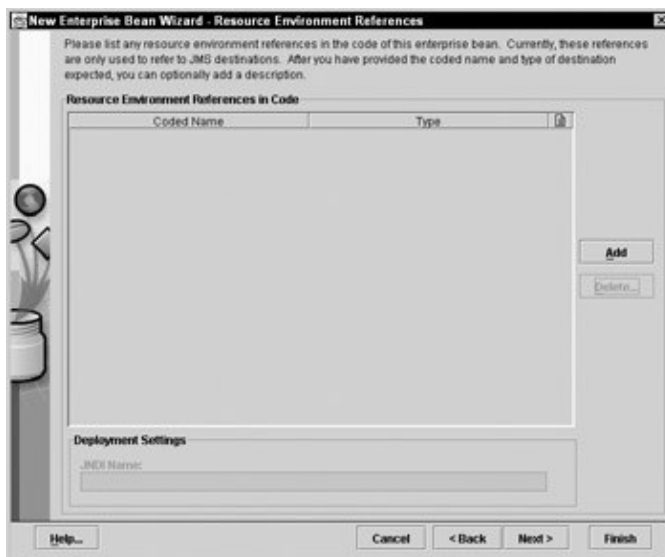 New Enterprise Bean Wizard - Resource Environment References
Please list any resource environment references in the code of this enterprise bean. Currently, these references
are only used to refer to JMS destinations. After you have provided the coded name and type of destination
expected, you can optionally add a description.
Resource Environment References in Code
Coded Name Type
Add
Delete...
Deployment Settings
JNDI Name:
Help... Cancel < Back Next > Finish